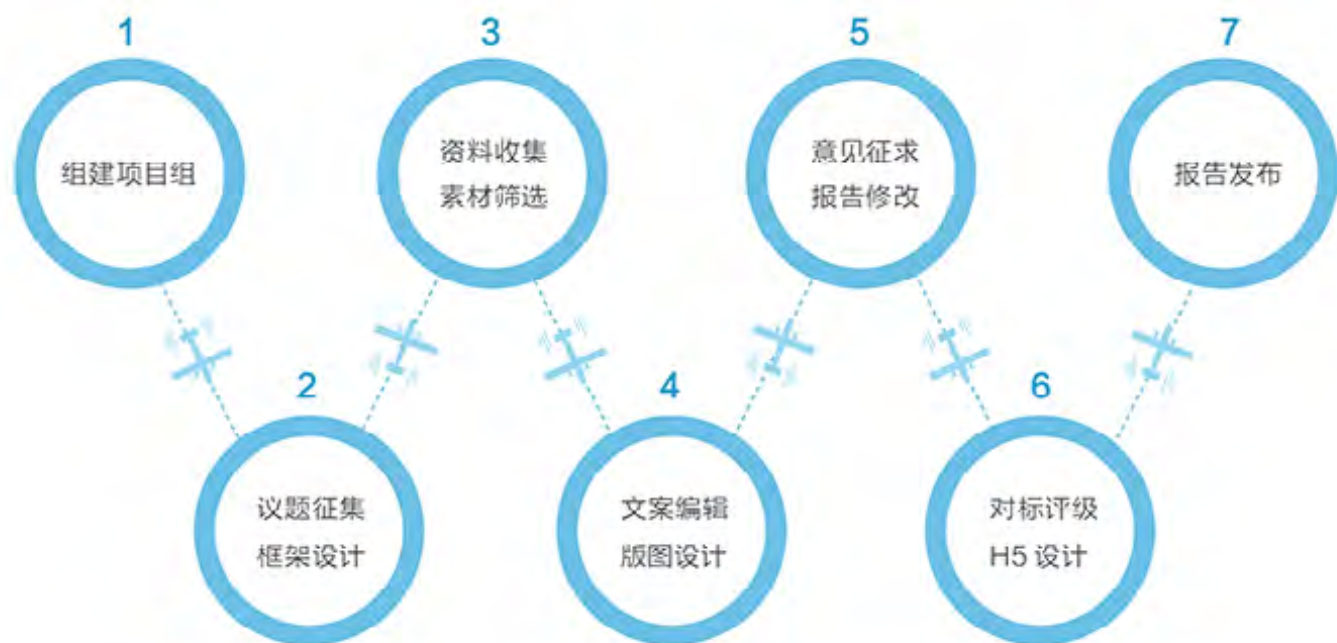 1
组建项目组
2
议题征集
框架设计
3
资料收集
素材筛选
4
文案编辑
版图设计
5
意见征求
报告修改
6
对标评级
H5 设计
7
报告发布